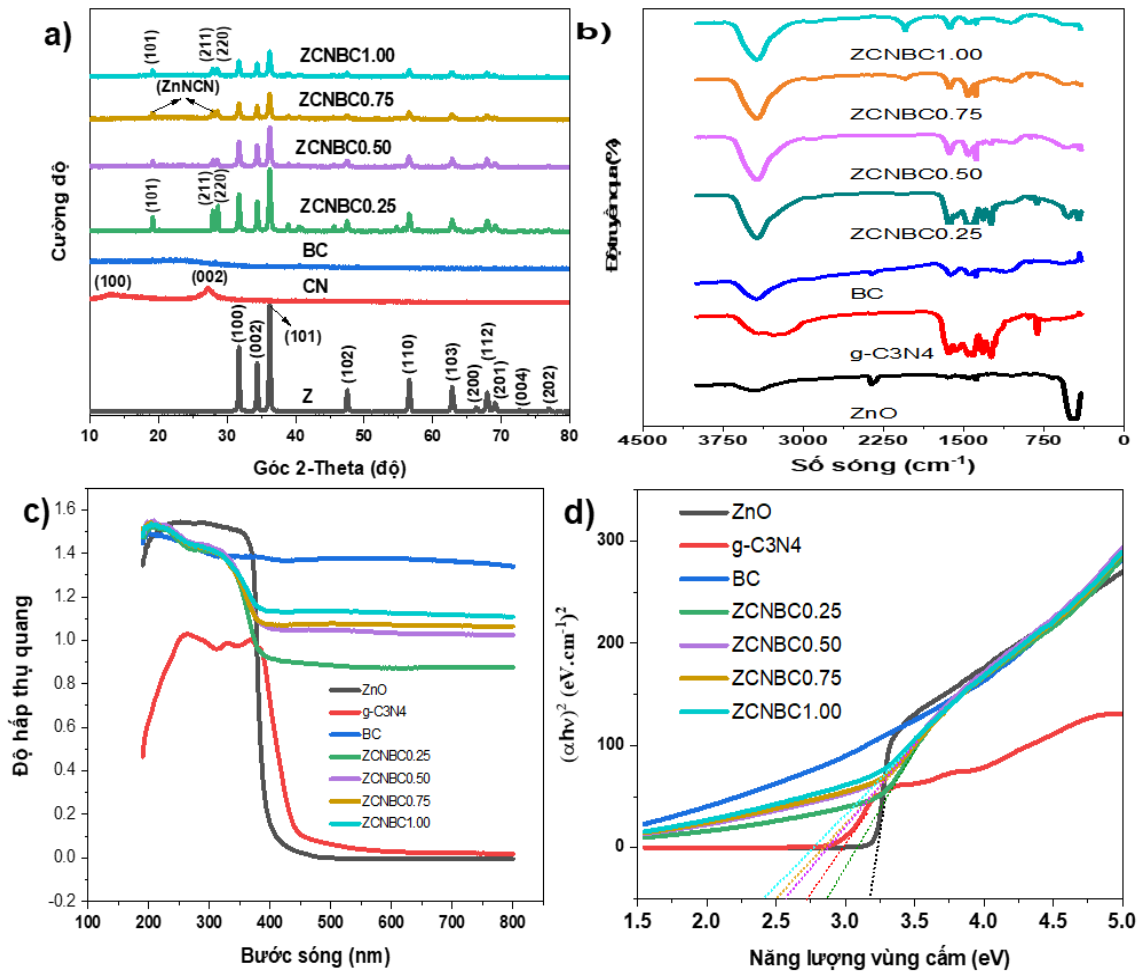 a)
(101)
(211)
(220)
ZCNBC1.00
(ZnNCN)
ZCNBC0.75
ZCNBC0.50
(101)
(211)
(220)
ZCNBC0.25
BC
(100)
(002)
CN
(100)
(002)
(101)
(102)
(110)
(103)
(200)
(112)
(201)
(004)
(202)
Z
Cường độ
10 20 30 40 50 60 70 80
Góc 2-Theta (độ)
b)
ZCNBC1.00
ZCNBC0.75
ZCNBC0.50
ZCNBC0.25
BC
g-C3N4
ZnO
Độ truyền qua (%)
4500 3750 3000 2250 1500 750 0
Số sóng (cm-1)
c)
1.6
1.4
1.2
1.0
0.8
0.6
0.4
0.2
0.0
-0.2
Độ hấp thụ quang
ZnO
g-C3N4
BC
ZCNBC0.25
ZCNBC0.50
ZCNBC0.75
ZCNBC1.00
100 200 300 400 500 600 700 800
Bước sóng (nm)
d)
ZnO
g-C3N4
BC
ZCNBC0.25
ZCNBC0.50
ZCNBC0.75
ZCNBC1.00
300
200
100
0
(αhν)2 (eV.cm-1)2
1.5 2.0 2.5 3.0 3.5 4.0 4.5 5.0
Năng lượng vùng cấm (eV)